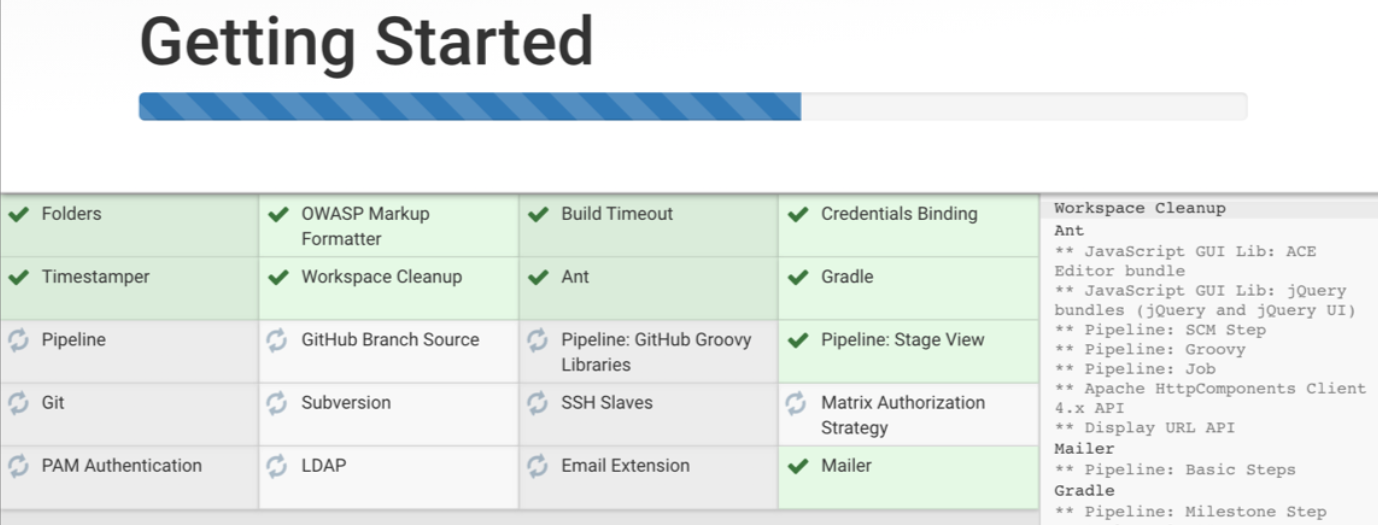 Getting Started
Folders
OWASP Markup
Formatter
Build Timeout
Credentials Binding
Timestamper
Workspace Cleanup
Ant
Gradle
Pipeline
GitHub Branch Source
Pipeline: GitHub Groovy
Libraries
Pipeline: Stage View
Git
Subversion
SSH Slaves
Matrix Authorization
Strategy
PAM Authentication
LDAP
Email Extension
Mailer
Workspace Cleanup
Ant
** JavaScript GUI Lib: ACE
Editor bundle
** JavaScript GUI Lib: jQuery
bundles (jQuery and jQuery UI)
** Pipeline: SCM Step
** Pipeline: Groovy
** Pipeline: Job
** Apache HttpComponents Client
4.x API
** Display URL API
Mailer
** Pipeline: Basic Steps
Gradle
** Pipeline: Milestone Step